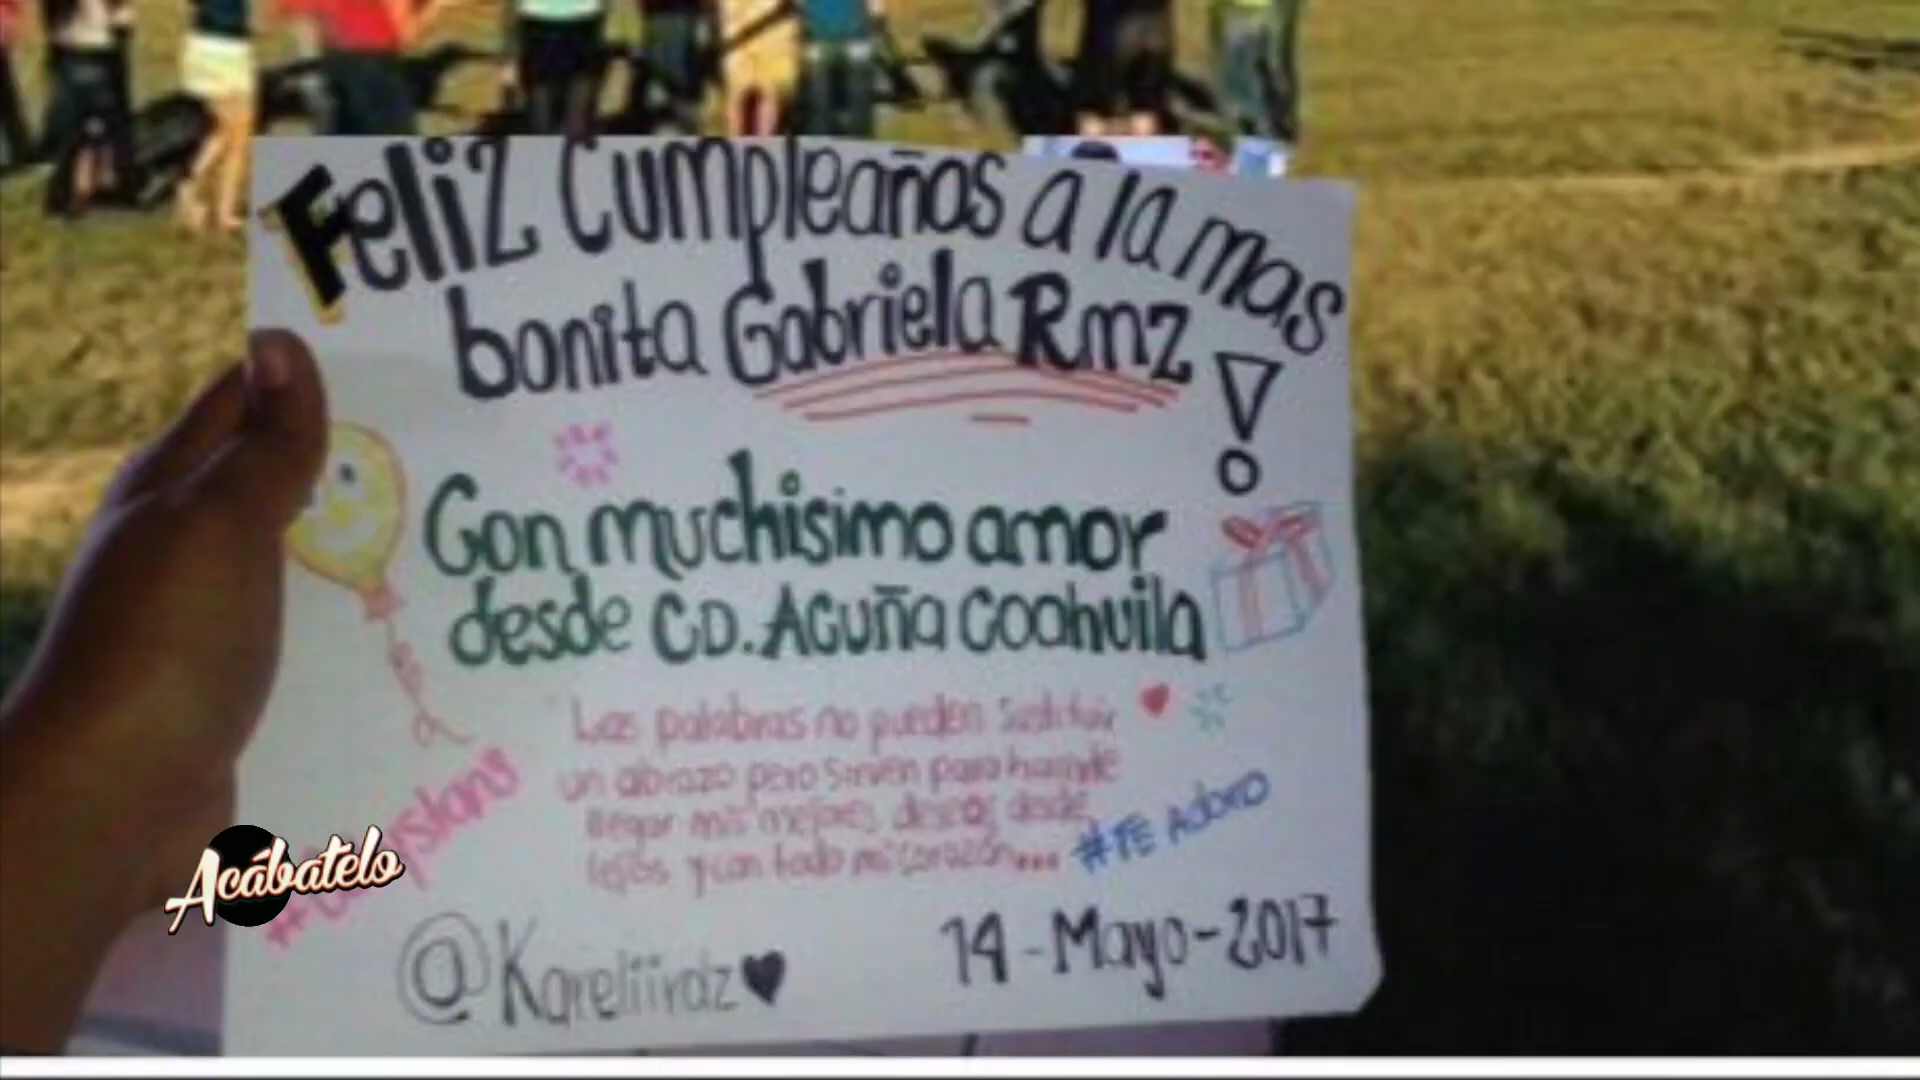 Feliz Cumpleaños a la mas
bonita Gabriela Rmz!
Con muchisimo amor
desde CD. Acuña Coahuila
Las palabras no pueden sustituir
un abrazo pero sirven para hacerte
llegar mis mejores deseos desde
lejos y con todo mi corazón...
#TE Adoro
Acábatelo
@Kareliirdz
14-Mayo-2017